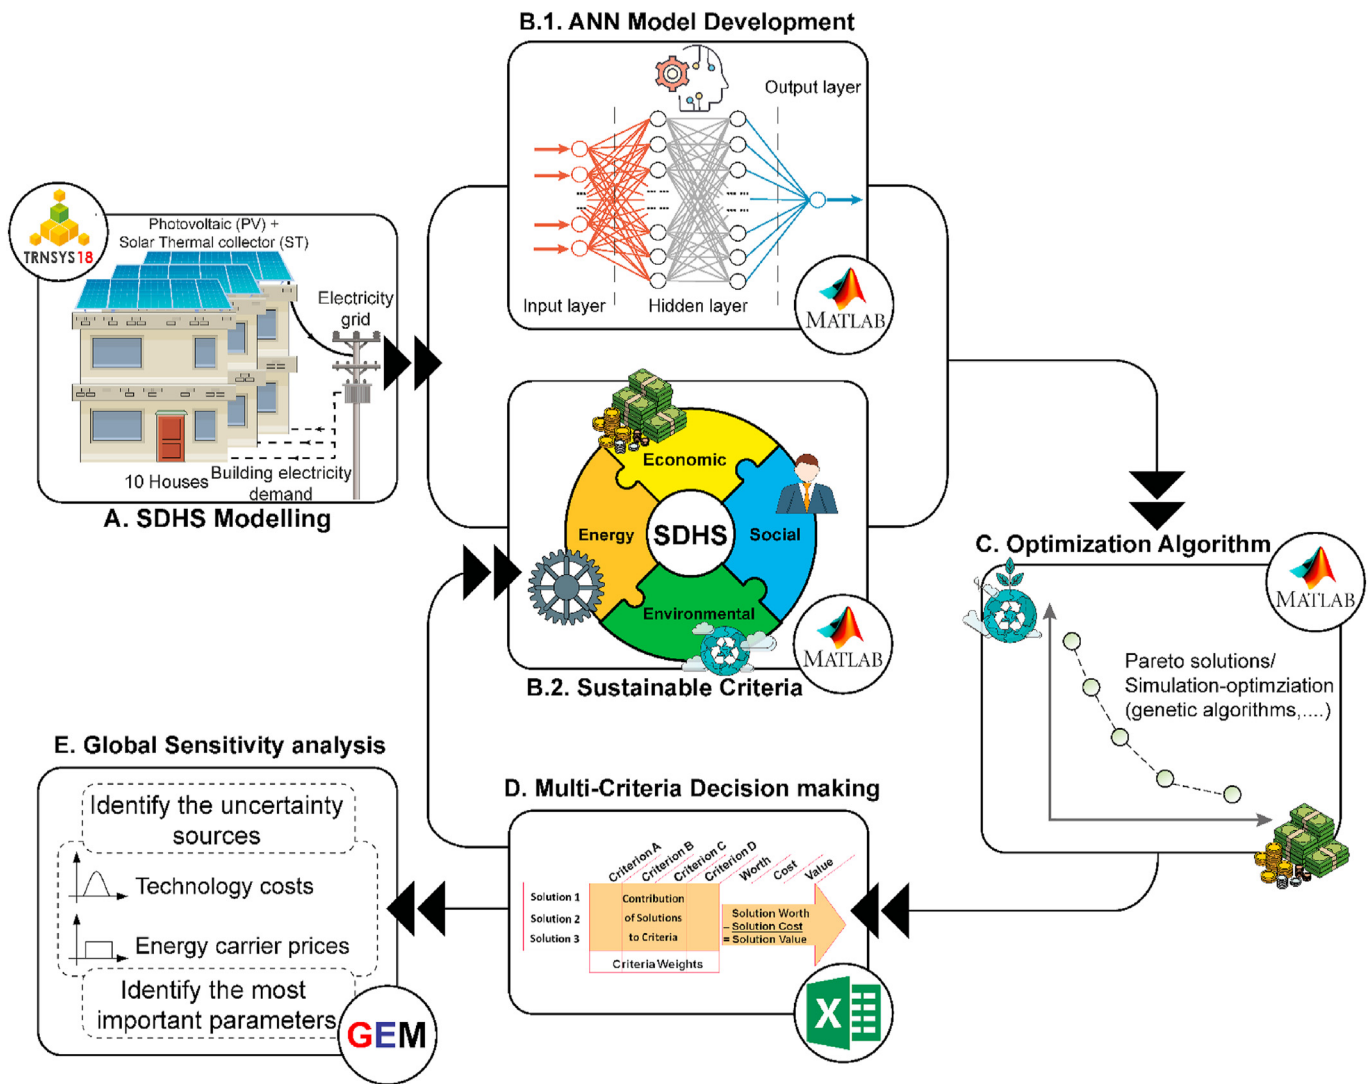 B.1. ANN Model Development
Output layer
Input layer
Hidden layer
MATLAB
TRNSYS18
Photovoltaic (PV) +
Solar Thermal collector (ST)
Electricity
grid
10 Houses
Building electricity
demand
A. SDHS Modelling
Economic
Energy
SDHS
Social
Environmental
MATLAB
B.2. Sustainable Criteria
C. Optimization Algorithm
MATLAB
Pareto solutions/
Simulation-optimziation
(genetic algorithms,....)
D. Multi-Criteria Decision making
Criterion A
Criterion B
Criterion C
Criterion D
Worth
Cost
Value
Solution 1
Solution 2
Solution 3
Contribution
of Solutions
to Criteria
Solution Worth
– Solution Cost
= Solution Value
Criteria Weights
X
E. Global Sensitivity analysis
Identify the uncertainty
sources
Technology costs
Energy carrier prices
Identify the most
important parameters
GEM